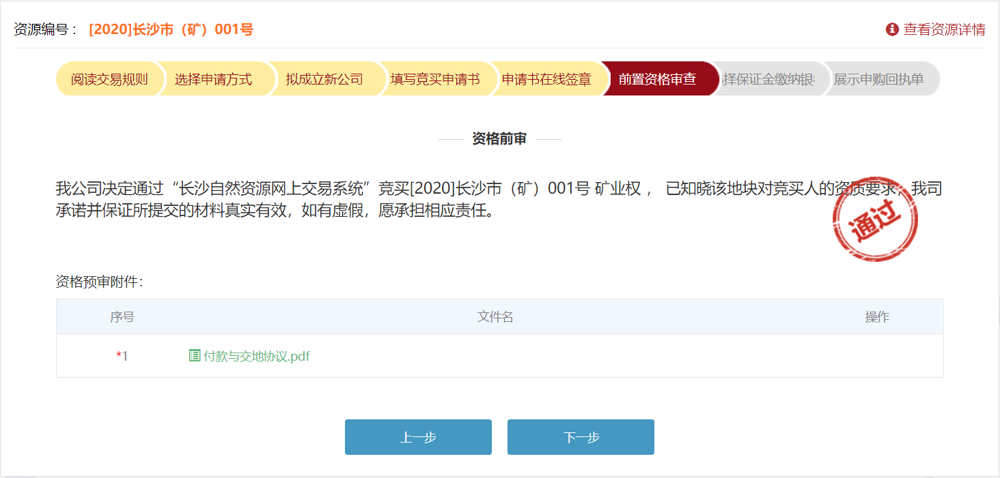 资源编号： [2020]长沙市（矿）001号
查看资源详情
阅读交易规则 选择申请方式 拟成立新公司 填写竞买申请书 申请书在线签章 前置资格审查 择保证金缴纳银 展示申购回执单
资格前审
我公司决定通过“长沙自然资源网上交易系统”竞买[2020]长沙市（矿）001号 矿业权 ， 已知晓该地块对竞买人的资质要求，我司
承诺并保证所提交的材料真实有效，如有虚假，愿承担相应责任。
通过
资格预审附件：
序号 文件名 操作
*1 付款与交地协议.pdf
上一步 下一步